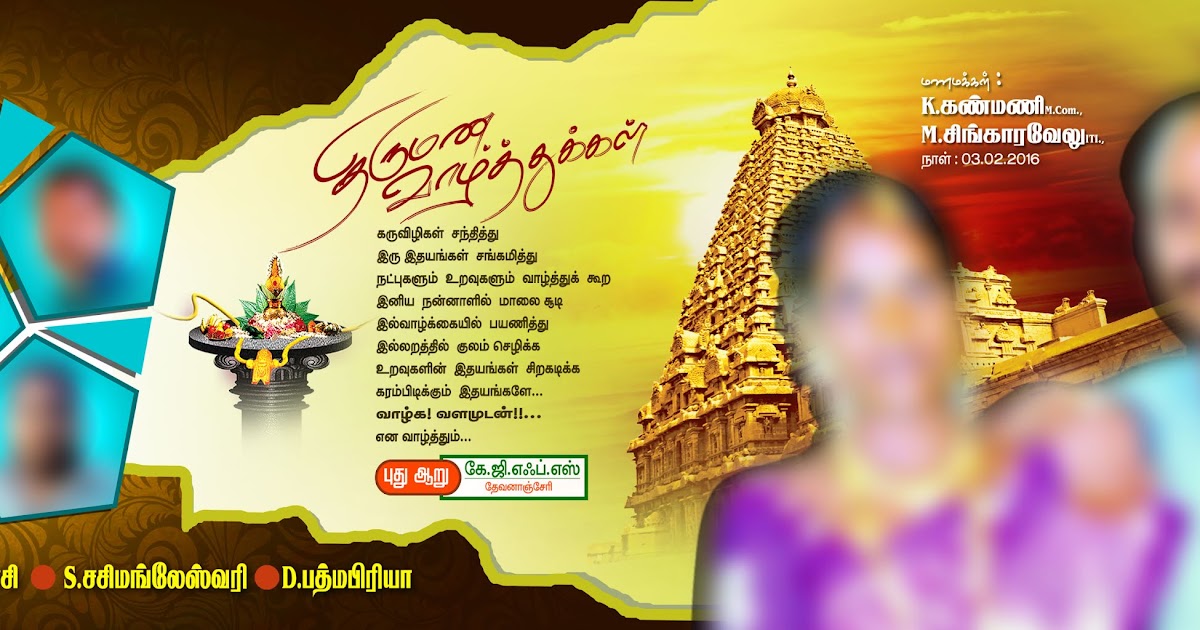 திருமண
வாழ்த்துக்கள்
கருவிழிகள் சந்தித்து
இரு இதயங்கள் சங்கமித்து
நட்புகளும் உறவுகளும் வாழ்த்துக் கூற
இனிய நன்னாளில் மாலை சூடி
இல்வாழ்க்கையில் பயணித்து
இல்லறத்தில் குலம் செழிக்க
உறவுகளின் இதயங்கள் சிறகடிக்க
கரம்பிடிக்கும் இதயங்களே...
வாழ்க! வளமுடன்!!...
என வாழ்த்தும்...
புது ஆறு
கே.ஜி.எஃப்.எஸ்
தேவனாஞ்சேரி
மணமக்கள் :
K.கண்மணி M.Com.,
M.சிங்காரவேலு ITI.,
நாள் : 03.02.2016
S.சசிமங்லேஸ்வரி ● D.பத்மபிரியா